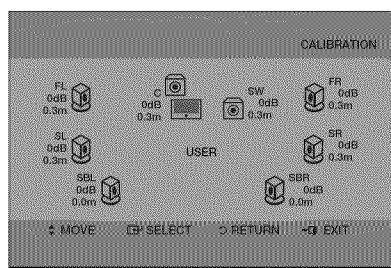 CALIBRATION
FL
0dB
0.3m
C
0dB
0.3m
SW
0dB
0.3m
FR
0dB
0.3m
SL
0dB
0.3m
USER
SR
0dB
0.3m
SBL
0dB
0.0m
SBR
0dB
0.0m
MOVE SELECT RETURN EXIT